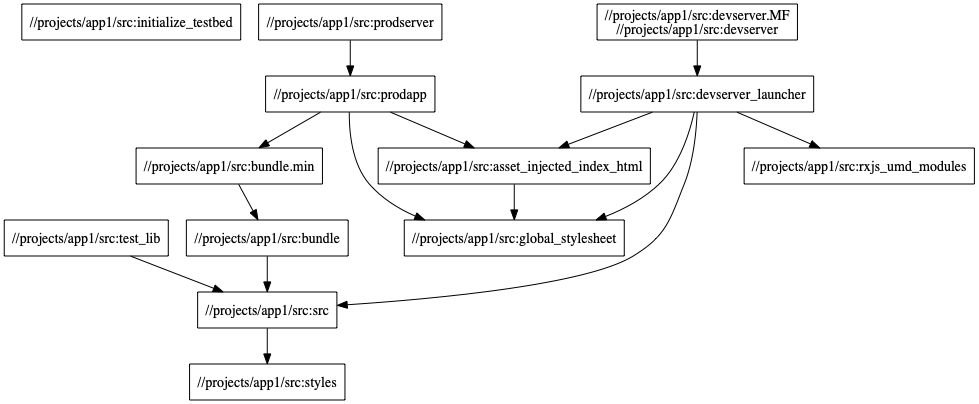 //projects/app1/src:initialize_testbed
//projects/app1/src:prodserver
//projects/app1/src:devserver.MF
//projects/app1/src:devserver
//projects/app1/src:prodapp
//projects/app1/src:devserver_launcher
//projects/app1/src:bundle.min
//projects/app1/src:asset_injected_index_html
//projects/app1/src:rxjs_umd_modules
//projects/app1/src:test_lib
//projects/app1/src:bundle
//projects/app1/src:global_stylesheet
//projects/app1/src:src
//projects/app1/src:styles